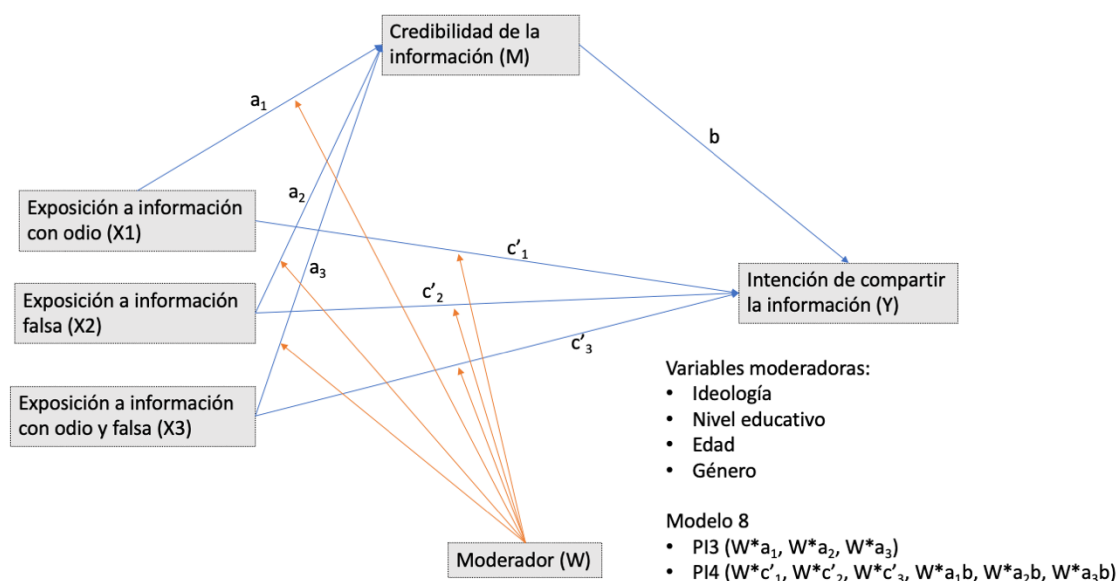 Credibilidad de la
información (M)
a₁
b
a₂
Exposición a información
con odio (X1)
a₃
c’₁
Exposición a información
falsa (X2)
c’₂
Intención de compartir
la información (Y)
c’₃
Exposición a información
con odio y falsa (X3)
Variables moderadoras:
• Ideología
• Nivel educativo
• Edad
• Género
Moderador (W)
Modelo 8
• PI3 (W*a₁, W*a₂, W*a₃)
• PI4 (W*c’₁, W*c’₂, W*c’₃, W*a₁b, W*a₂b, W*a₃b)